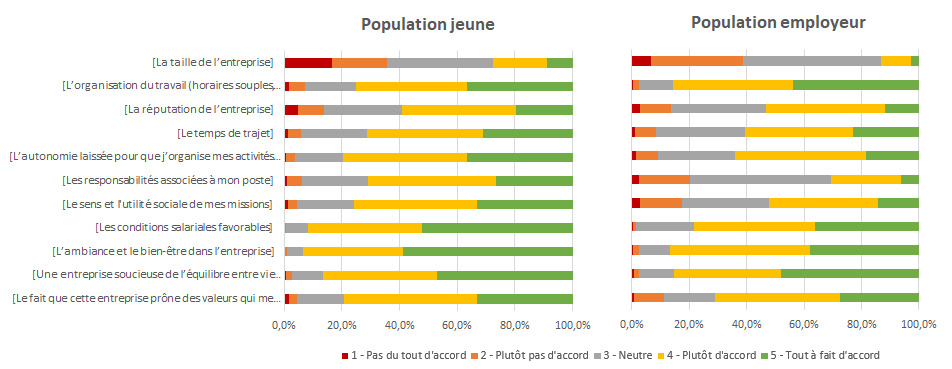 Population jeune
Population employeur
[La taille de l'entreprise]
[L'organisation du travail (horaires souples,...
[La réputation de l'entreprise]
[Le temps de trajet]
[L'autonomie laissée pour que j'organise mes activités...
[Les responsabilités associées à mon poste]
[Le sens et l'utilité sociale de mes missions]
[Les conditions salariales favorables]
[L'ambiance et le bien-être dans l'entreprise]
[Une entreprise soucieuse de l'équilibre entre vie...
[Le fait que cette entreprise prône des valeurs qui me...
0,0% 20,0% 40,0% 60,0% 80,0% 100,0%
0,0% 20,0% 40,0% 60,0% 80,0% 100,0%
1 - Pas du tout d'accord 2 - Plutôt pas d'accord 3 - Neutre 4 - Plutôt d'accord 5 - Tout à fait d'accord